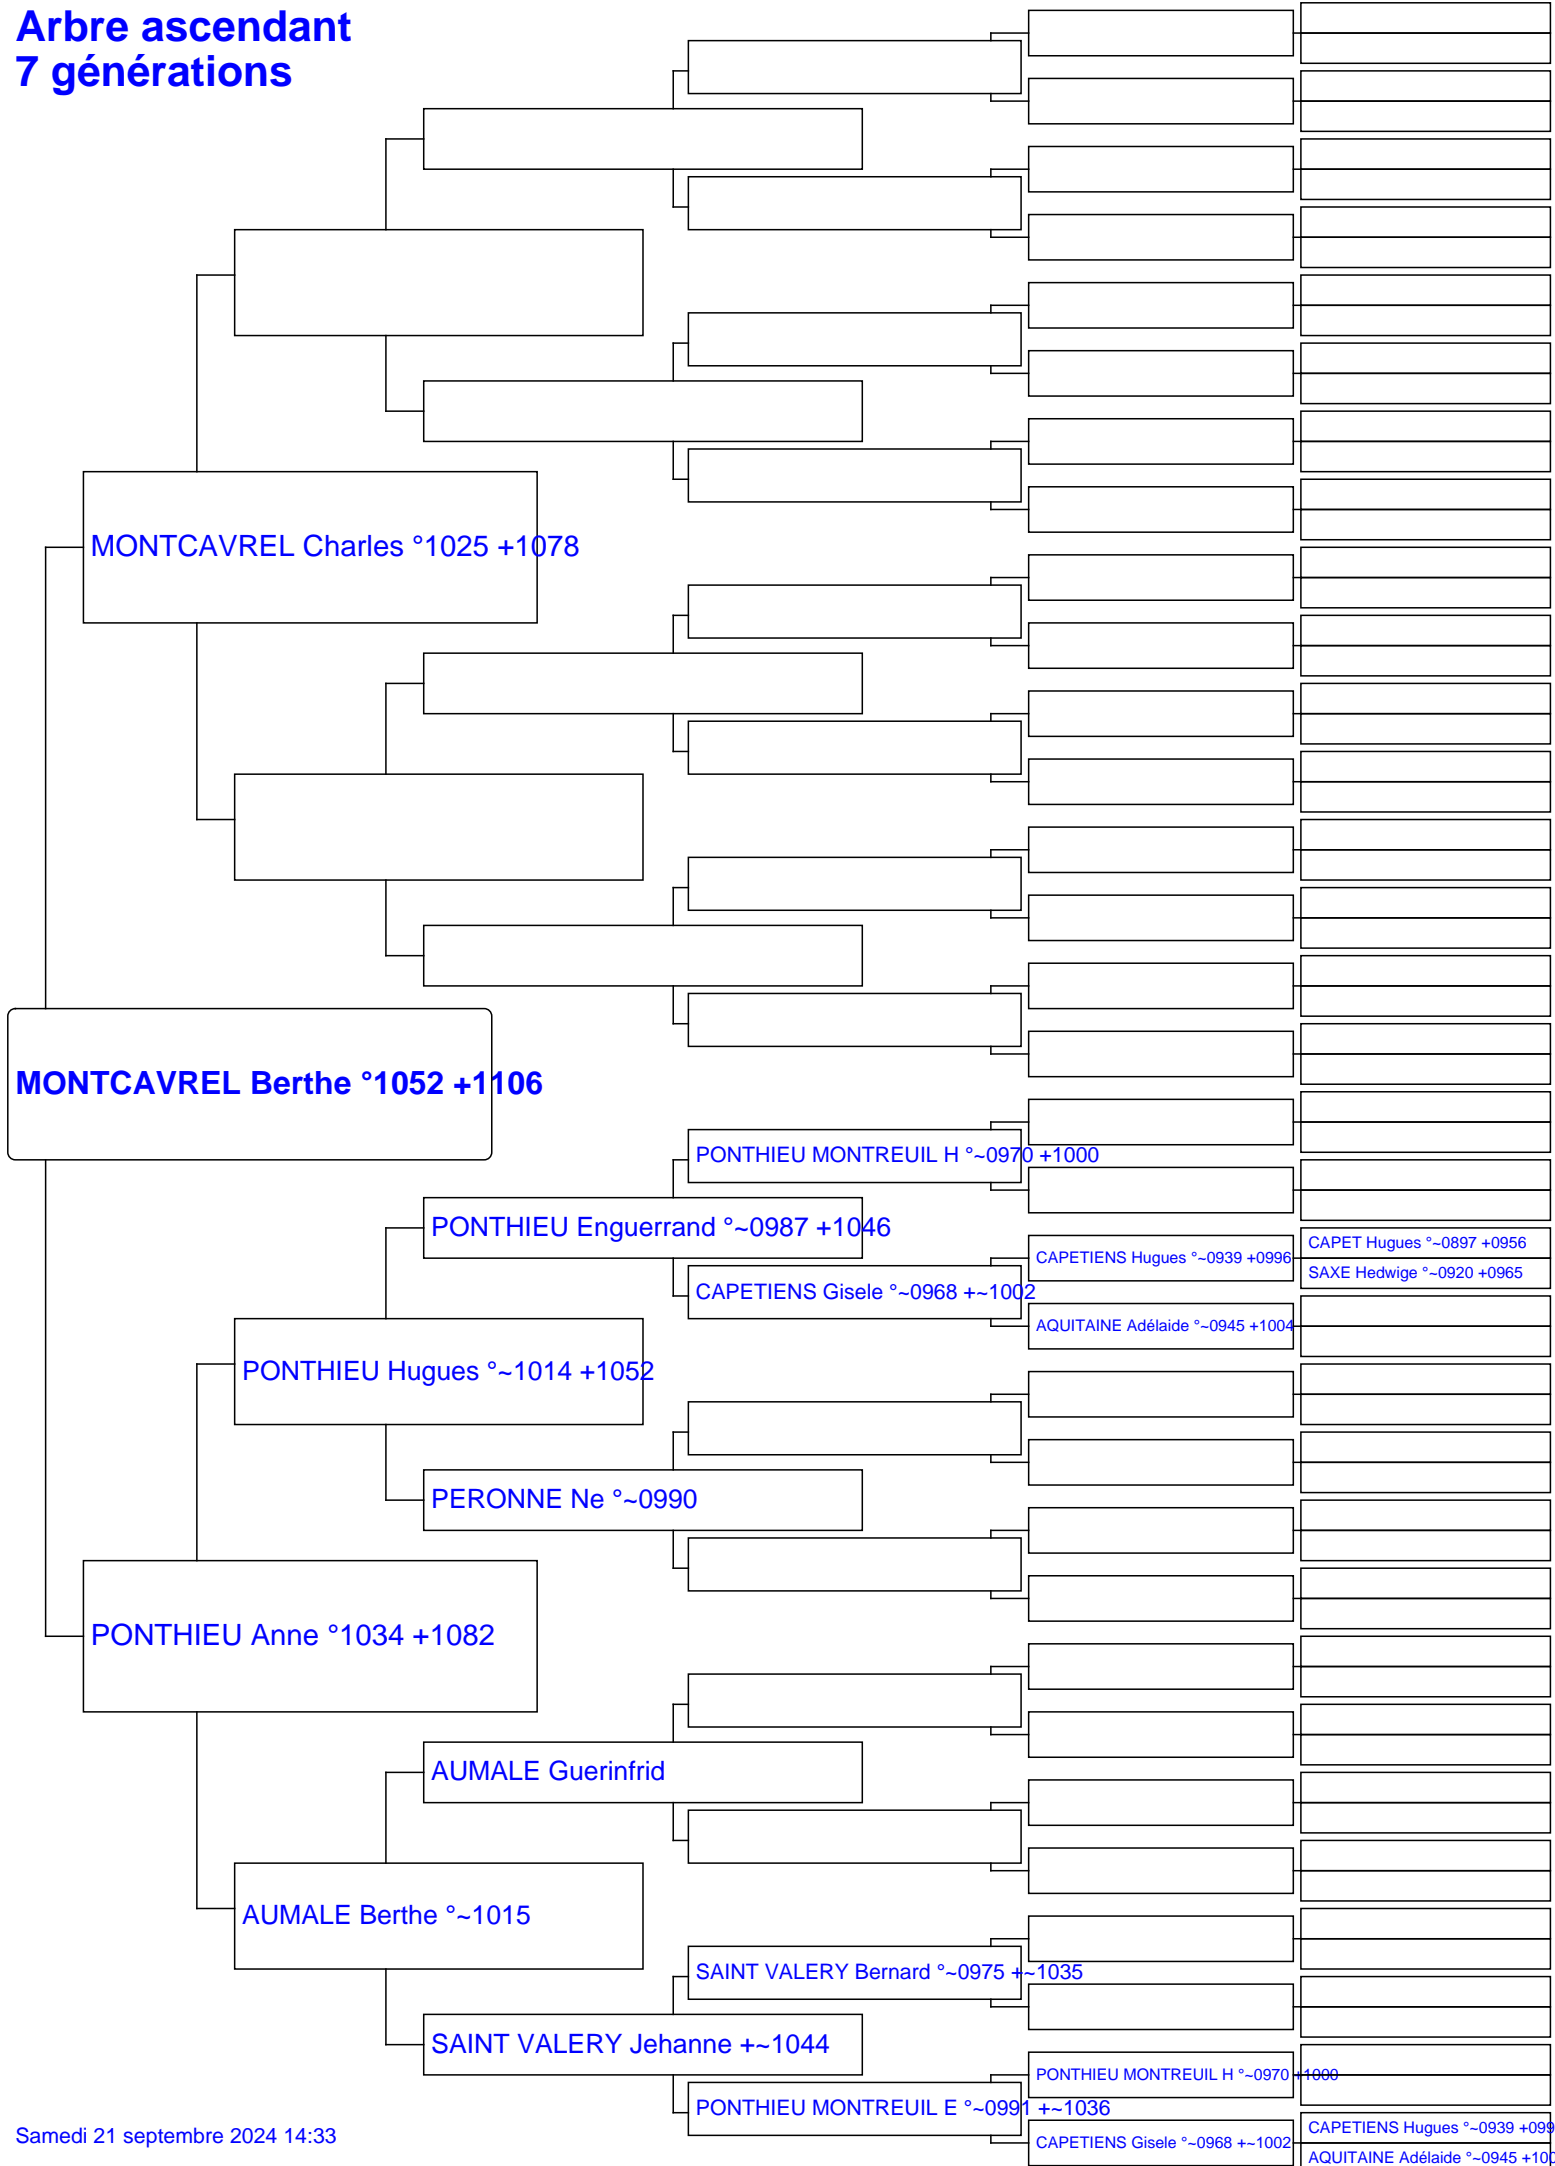 Arbre ascendant
7 générations
MONTCAVREL Charles °1025 +1078
MONTCAVREL Berthe °1052 +1106
PONTHIEU MONTREUIL H °~0970 +1000
PONTHIEU Enguerrand °~0987 +1046
CAPETIENS Hugues °~0939 +0996
CAPET Hugues °~0897 +0956
SAXE Hedwige °~0920 +0965
CAPETIENS Gisele °~0968 +~1002
AQUITAINE Adélaide °~0945 +1004
PONTHIEU Hugues °~1014 +1052
PERONNE Ne °~0990
PONTHIEU Anne °1034 +1082
AUMALE Guerinfrid
AUMALE Berthe °~1015
SAINT VALERY Bernard °~0975 +~1035
SAINT VALERY Jehanne +~1044
PONTHIEU MONTREUIL H °~0970 +1000
PONTHIEU MONTREUIL E °~0991 +~1036
CAPETIENS Gisele °~0968 +~1002
CAPETIENS Hugues °~0939 +099
AQUITAINE Adélaide °~0945 +100
Samedi 21 septembre 2024 14:33